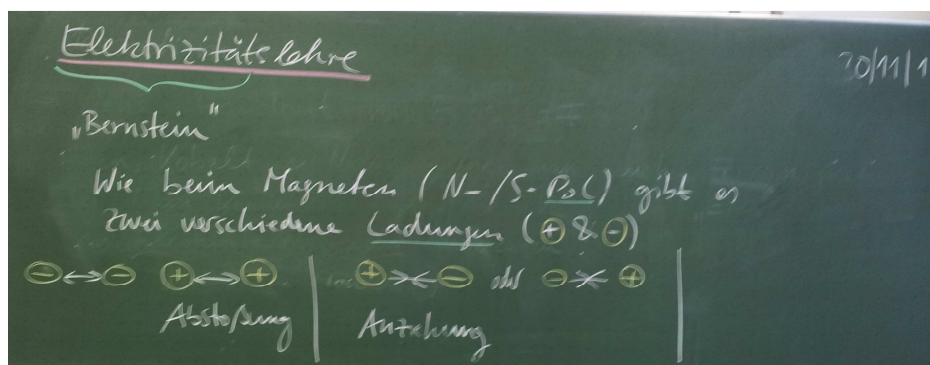 Elektrizitätslehre
30/11/1
„Bernstein"
Wie beim Magneten (N-/S-Pol) gibt es
zwei verschiedene Ladungen (+ & -)
- ↔ - + ↔ + + →← - oder - →← +
Abstoßung Anziehung